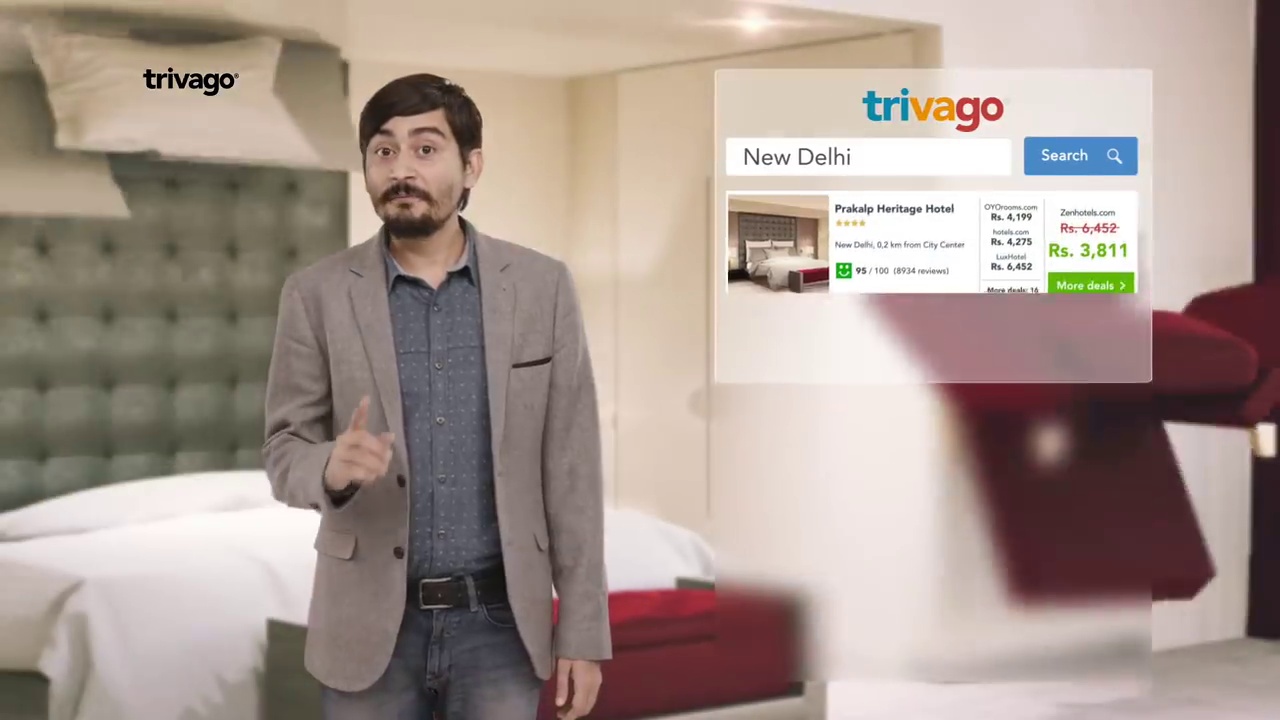 trivago
trivago
New Delhi
Search
Prakalp Heritage Hotel
New Delhi, 0,2 km from City Center
95 / 100 (8934 reviews)
OYOrooms.com
Rs. 4,199
hotels.com
Rs. 4,275
LuxHotel
Rs. 6,452
More deals: 16
Zenhotels.com
Rs. 6,452
Rs. 3,811
More deals